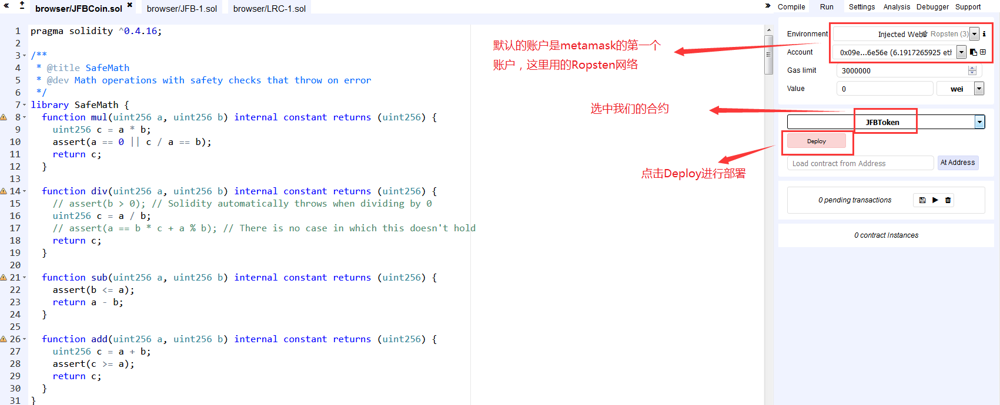 browser/JFBCoin.sol
browser/JFB-1.sol
browser/LRC-1.sol
Compile Run Settings Analysis Debugger Support
1 pragma solidity ^0.4.16;
2
3 /**
4 * @title SafeMath
5 * @dev Math operations with safety checks that throw on error
6 */
7 library SafeMath {
8 function mul(uint256 a, uint256 b) internal constant returns (uint256) {
9 uint256 c = a * b;
10 assert(a == 0 || c / a == b);
11 return c;
12 }
13
14 function div(uint256 a, uint256 b) internal constant returns (uint256) {
15 // assert(b > 0); // Solidity automatically throws when dividing by 0
16 uint256 c = a / b;
17 // assert(a == b * c + a % b); // There is no case in which this doesn't hold
18 return c;
19 }
20
21 function sub(uint256 a, uint256 b) internal constant returns (uint256) {
22 assert(b <= a);
23 return a - b;
24 }
25
26 function add(uint256 a, uint256 b) internal constant returns (uint256) {
27 uint256 c = a + b;
28 assert(c >= a);
29 return c;
30 }
31 }
默认的账户是metamask的第一个
账户，这里用的Ropsten网络
选中我们的合约
点击Deploy进行部署
Environment Injected Web Ropsten (3)
Account 0x09e...6e56e (6.1917265925 eth
Gas limit 3000000
Value 0 wei
JFBToken
Deploy
Load contract from Address At Address
0 pending transactions
0 contract Instances